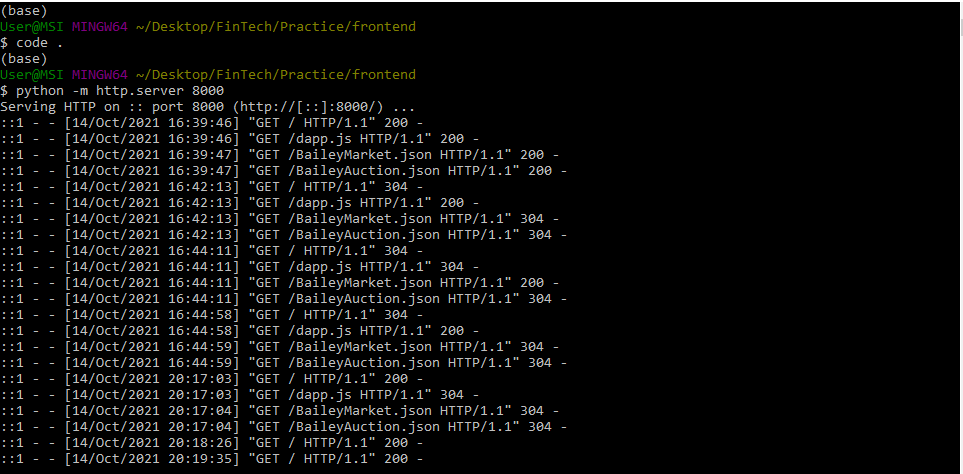 (base)
User@MSI MINGW64 ~/Desktop/FinTech/Practice/frontend
$ code .
(base)
User@MSI MINGW64 ~/Desktop/FinTech/Practice/frontend
$ python -m http.server 8000
Serving HTTP on :: port 8000 (http://[::]:8000/) ...
::1 - - [14/Oct/2021 16:39:46] "GET / HTTP/1.1" 200 -
::1 - - [14/Oct/2021 16:39:46] "GET /dapp.js HTTP/1.1" 200 -
::1 - - [14/Oct/2021 16:39:47] "GET /BaileyMarket.json HTTP/1.1" 200 -
::1 - - [14/Oct/2021 16:39:47] "GET /BaileyAuction.json HTTP/1.1" 200 -
::1 - - [14/Oct/2021 16:42:13] "GET / HTTP/1.1" 304 -
::1 - - [14/Oct/2021 16:42:13] "GET /dapp.js HTTP/1.1" 200 -
::1 - - [14/Oct/2021 16:42:13] "GET /BaileyMarket.json HTTP/1.1" 304 -
::1 - - [14/Oct/2021 16:42:13] "GET /BaileyAuction.json HTTP/1.1" 304 -
::1 - - [14/Oct/2021 16:44:11] "GET / HTTP/1.1" 304 -
::1 - - [14/Oct/2021 16:44:11] "GET /dapp.js HTTP/1.1" 304 -
::1 - - [14/Oct/2021 16:44:11] "GET /BaileyMarket.json HTTP/1.1" 200 -
::1 - - [14/Oct/2021 16:44:11] "GET /BaileyAuction.json HTTP/1.1" 304 -
::1 - - [14/Oct/2021 16:44:58] "GET / HTTP/1.1" 304 -
::1 - - [14/Oct/2021 16:44:58] "GET /dapp.js HTTP/1.1" 200 -
::1 - - [14/Oct/2021 16:44:59] "GET /BaileyMarket.json HTTP/1.1" 304 -
::1 - - [14/Oct/2021 16:44:59] "GET /BaileyAuction.json HTTP/1.1" 304 -
::1 - - [14/Oct/2021 20:17:03] "GET / HTTP/1.1" 200 -
::1 - - [14/Oct/2021 20:17:03] "GET /dapp.js HTTP/1.1" 304 -
::1 - - [14/Oct/2021 20:17:04] "GET /BaileyMarket.json HTTP/1.1" 304 -
::1 - - [14/Oct/2021 20:17:04] "GET /BaileyAuction.json HTTP/1.1" 304 -
::1 - - [14/Oct/2021 20:18:26] "GET / HTTP/1.1" 200 -
::1 - - [14/Oct/2021 20:19:35] "GET / HTTP/1.1" 200 -